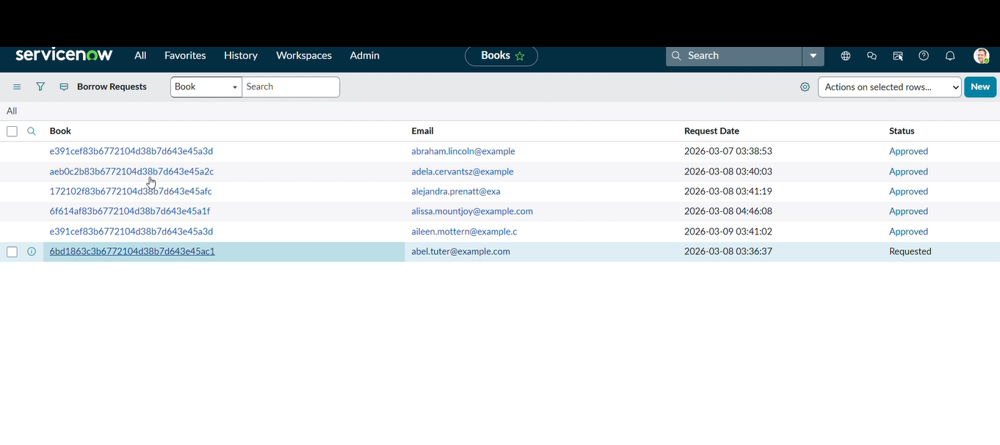 servicenow All Favorites History Workspaces Admin Books Search
Borrow Requests Book Search Actions on selected rows... New
All
Book Email Request Date Status
e391cef83b6772104d38b7d643e45a3d abraham.lincoln@example 2026-03-07 03:38:53 Approved
aeb0c2b83b6772104d38b7d643e45a2c adela.cervantsz@example 2026-03-08 03:40:03 Approved
172102f83b6772104d38b7d643e45afc alejandra.prenatt@exa 2026-03-08 03:41:19 Approved
6f614af83b6772104d38b7d643e45a1f alissa.mountjoy@example.com 2026-03-08 04:46:08 Approved
e391cef83b6772104d38b7d643e45a3d aileen.mottern@example.c 2026-03-09 03:41:02 Approved
6bd1863c3b6772104d38b7d643e45ac1 abel.tuter@example.com 2026-03-08 03:36:37 Requested